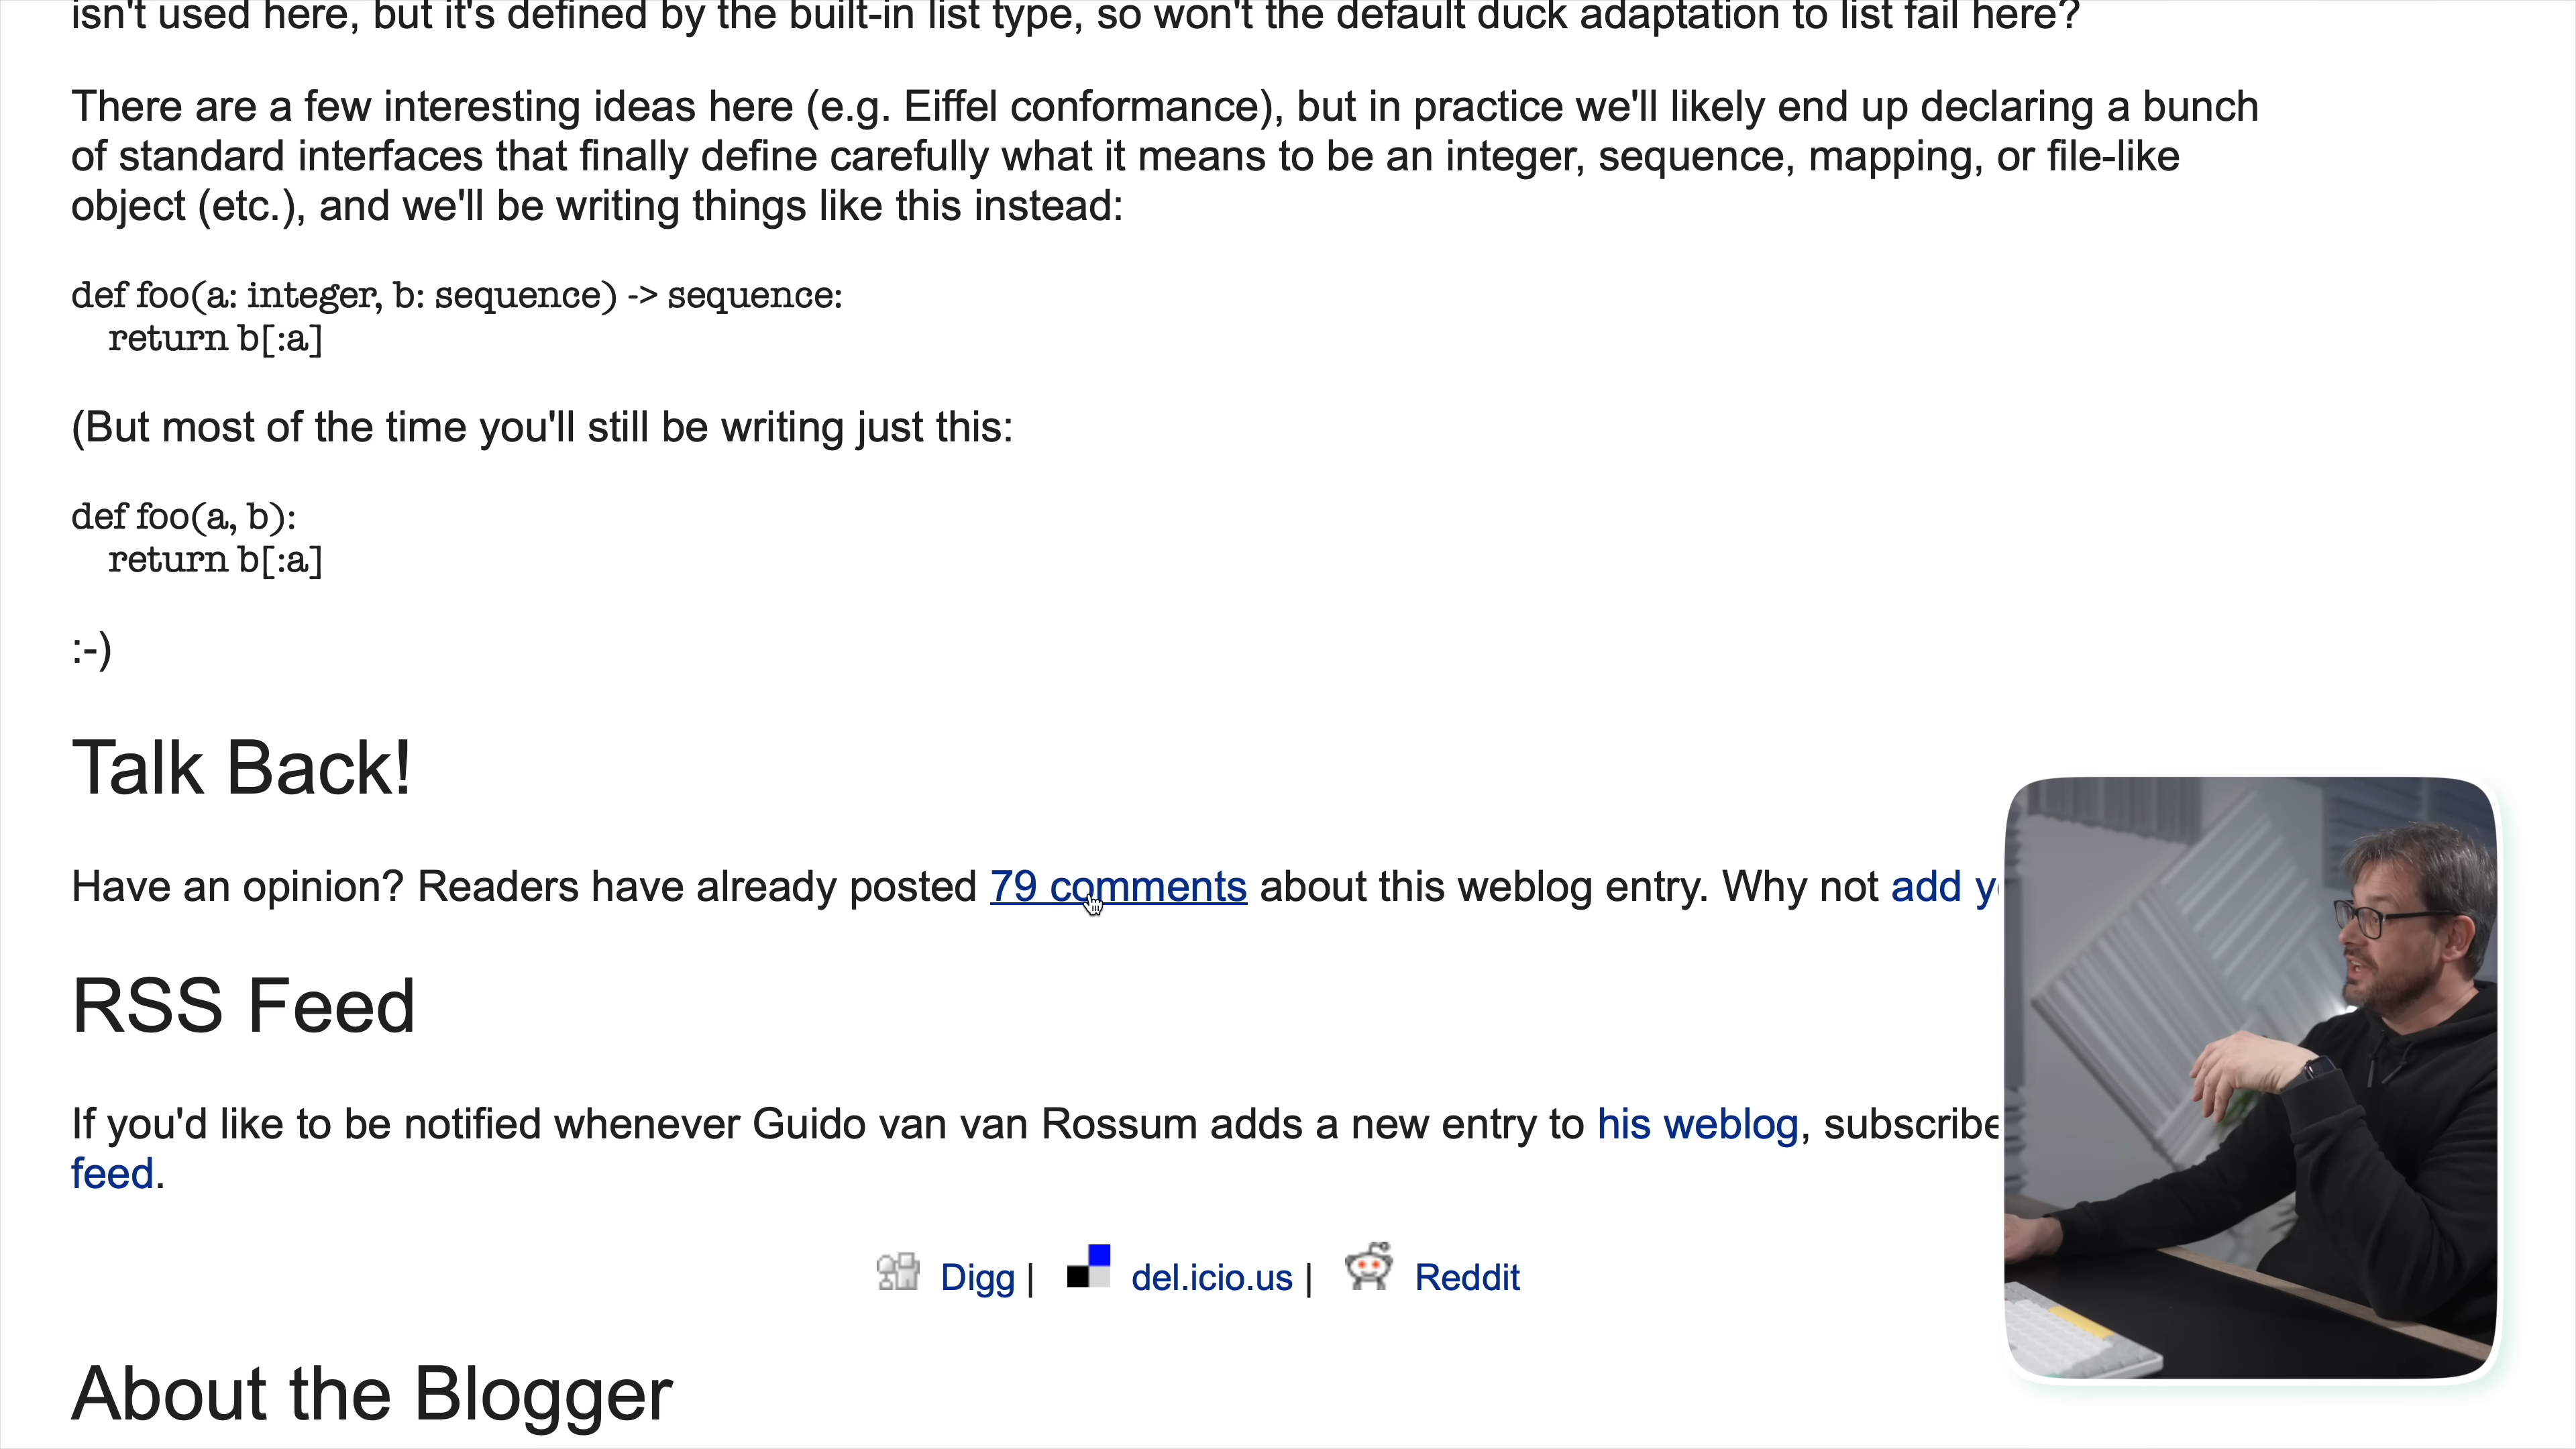 isn't used here, but it's defined by the built-in list type, so won't the default duck adaptation to list fail here?
There are a few interesting ideas here (e.g. Eiffel conformance), but in practice we'll likely end up declaring a bunch
of standard interfaces that finally define carefully what it means to be an integer, sequence, mapping, or file-like
object (etc.), and we'll be writing things like this instead:
def foo(a: integer, b: sequence) -> sequence:
    return b[:a]
(But most of the time you'll still be writing just this:
def foo(a, b):
    return b[:a]
:-)
Talk Back!
Have an opinion? Readers have already posted 79 comments about this weblog entry. Why not add
RSS Feed
If you'd like to be notified whenever Guido van van Rossum adds a new entry to his weblog, subscribe
feed.
Digg | del.icio.us | Reddit
About the Blogger